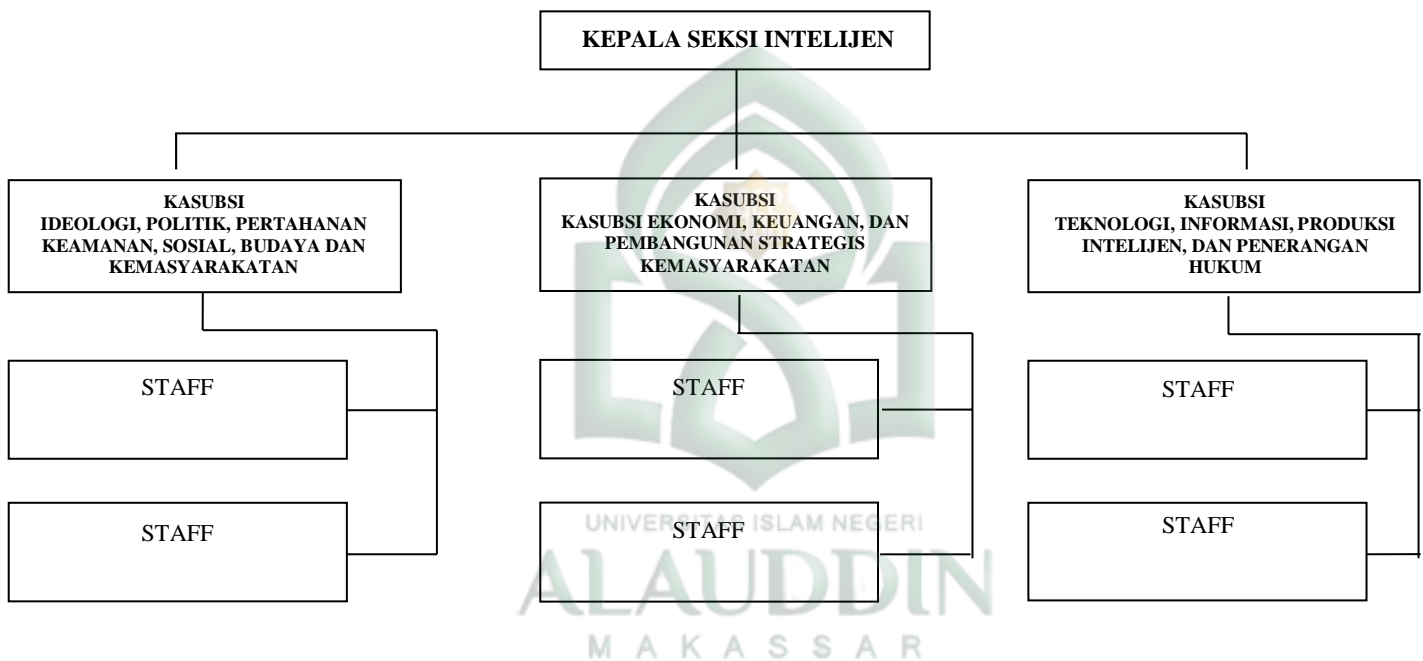 KEPALA SEKSI INTELIJEN
KASUBSI
IDEOLOGI, POLITIK, PERTAHANAN
KEAMANAN, SOSIAL, BUDAYA DAN
KEMASYARAKATAN
KASUBSI
KASUBSI EKONOMI, KEUANGAN, DAN
PEMBANGUNAN STRATEGIS
KEMASYARAKATAN
KASUBSI
TEKNOLOGI, INFORMASI, PRODUKSI
INTELIJEN, DAN PENERANGAN
HUKUM
STAFF
STAFF
STAFF
STAFF
STAFF
STAFF
UNIVERSITAS ISLAM NEGERI
ALAUDDIN
MAKASSAR